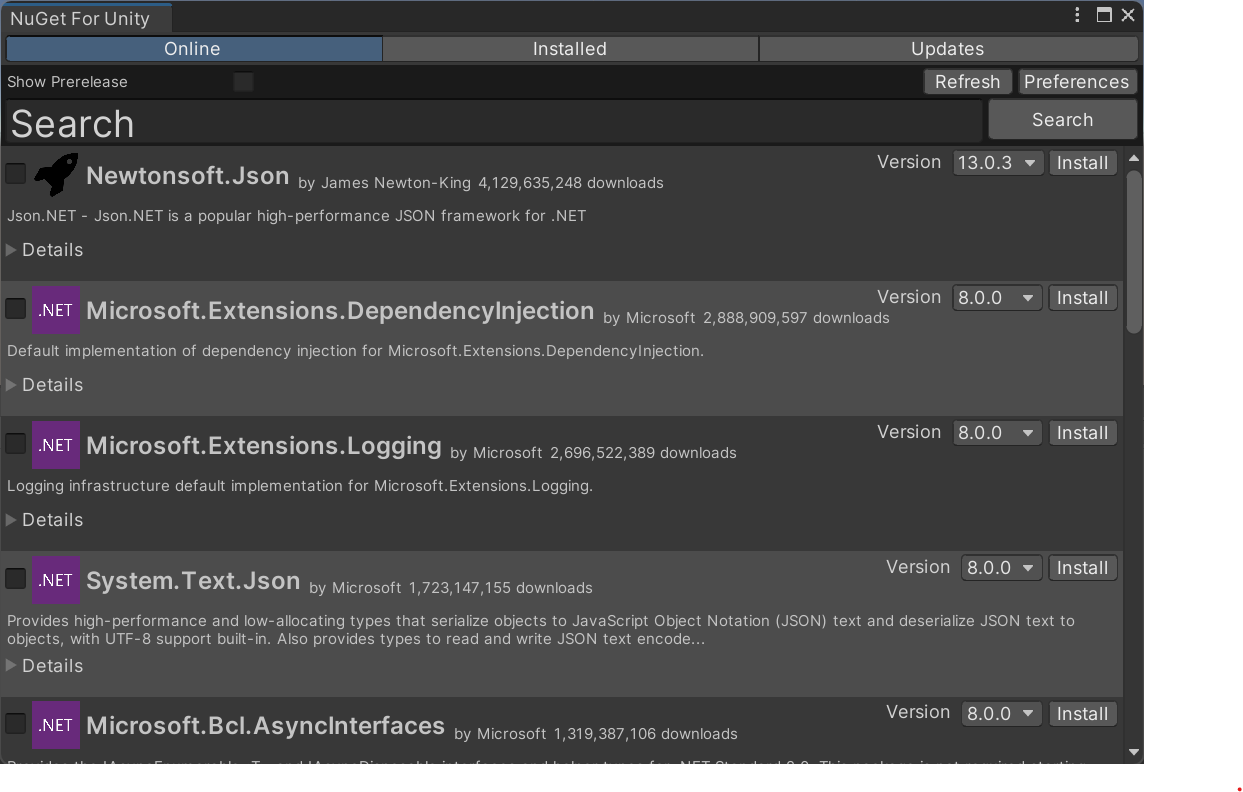 NuGet For Unity
Online Installed Updates
Show Prerelease Refresh Preferences
Search Search
Newtonsoft.Json by James Newton-King 4,129,635,248 downloads Version 13.0.3 Install
Json.NET - Json.NET is a popular high-performance JSON framework for .NET
Details
.NET Microsoft.Extensions.DependencyInjection by Microsoft 2,888,909,597 downloads Version 8.0.0 Install
Default implementation of dependency injection for Microsoft.Extensions.DependencyInjection.
Details
.NET Microsoft.Extensions.Logging by Microsoft 2,696,522,389 downloads Version 8.0.0 Install
Logging infrastructure default implementation for Microsoft.Extensions.Logging.
Details
.NET System.Text.Json by Microsoft 1,723,147,155 downloads Version 8.0.0 Install
Provides high-performance and low-allocating types that serialize objects to JavaScript Object Notation (JSON) text and deserialize JSON text to
objects, with UTF-8 support built-in. Also provides types to read and write JSON text encode...
Details
.NET Microsoft.Bcl.AsyncInterfaces by Microsoft 1,319,387,106 downloads Version 8.0.0 Install